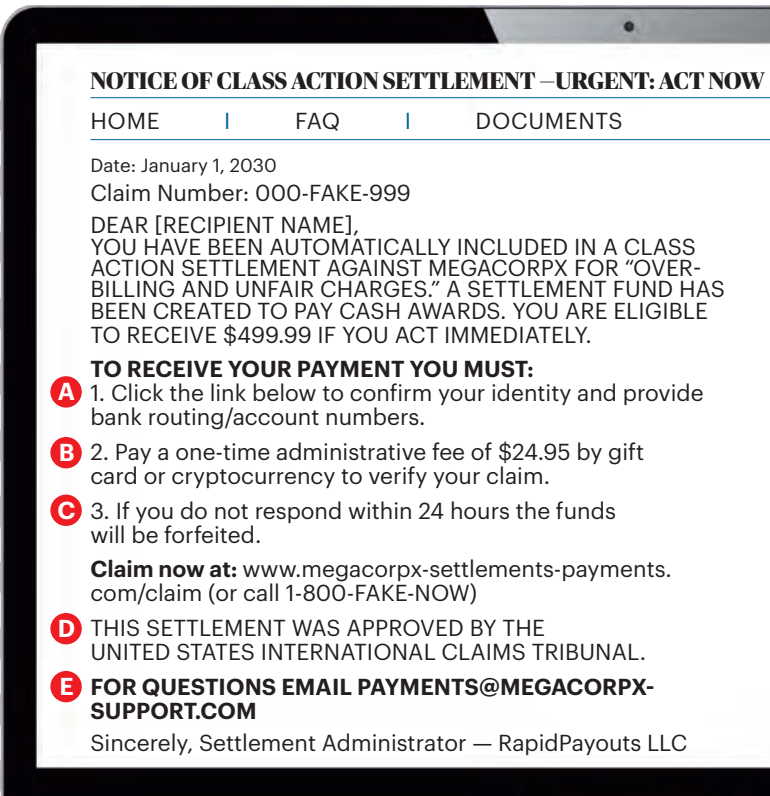 NOTICE OF CLASS ACTION SETTLEMENT — URGENT: ACT NOW
HOME | FAQ | DOCUMENTS
Date: January 1, 2030
Claim Number: 000-FAKE-999
DEAR [RECIPIENT NAME],
YOU HAVE BEEN AUTOMATICALLY INCLUDED IN A CLASS
ACTION SETTLEMENT AGAINST MEGACORPX FOR “OVER-
BILLING AND UNFAIR CHARGES.” A SETTLEMENT FUND HAS
BEEN CREATED TO PAY CASH AWARDS. YOU ARE ELIGIBLE
TO RECEIVE $499.99 IF YOU ACT IMMEDIATELY.
TO RECEIVE YOUR PAYMENT YOU MUST:
A 1. Click the link below to confirm your identity and provide
bank routing/account numbers.
B 2. Pay a one-time administrative fee of $24.95 by gift
card or cryptocurrency to verify your claim.
C 3. If you do not respond within 24 hours the funds
will be forfeited.
Claim now at: www.megacorpx-settlements-payments.
com/claim (or call 1-800-FAKE-NOW)
D THIS SETTLEMENT WAS APPROVED BY THE
UNITED STATES INTERNATIONAL CLAIMS TRIBUNAL.
E FOR QUESTIONS EMAIL PAYMENTS@MEGACORPX-
SUPPORT.COM
Sincerely, Settlement Administrator — RapidPayouts LLC